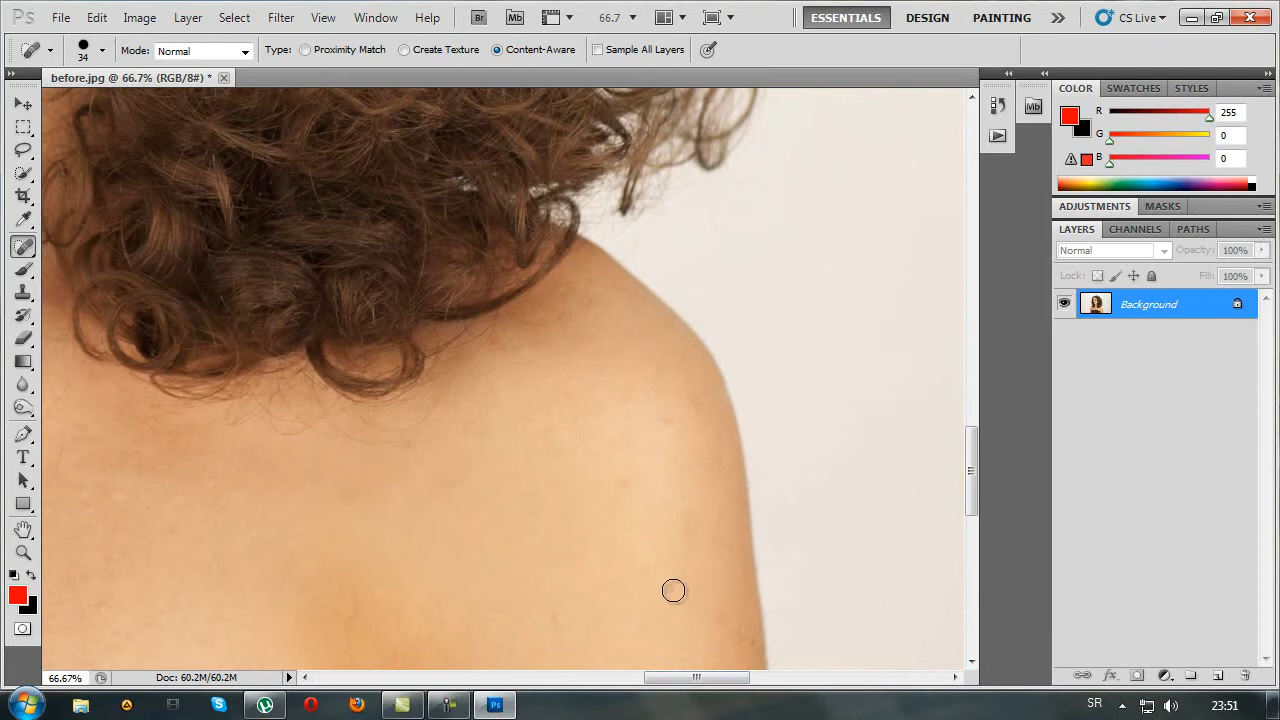 Ps File Edit Image Layer Select Filter View Window Help Br Mb 66.7 ESSENTIALS DESIGN PAINTING CS Live
34 Mode: Normal Type: Proximity Match Create Texture Content-Aware Sample All Layers
before.jpg @ 66.7% (RGB/8#) *
COLOR SWATCHES STYLES
Mb
R 255
G 0
B 0
ADJUSTMENTS MASKS
LAYERS CHANNELS PATHS
Normal Opacity: 100%
Lock: Fill: 100%
Background
T
66.67% Doc: 60.2M/60.2M
fx
Ps SR 23:51